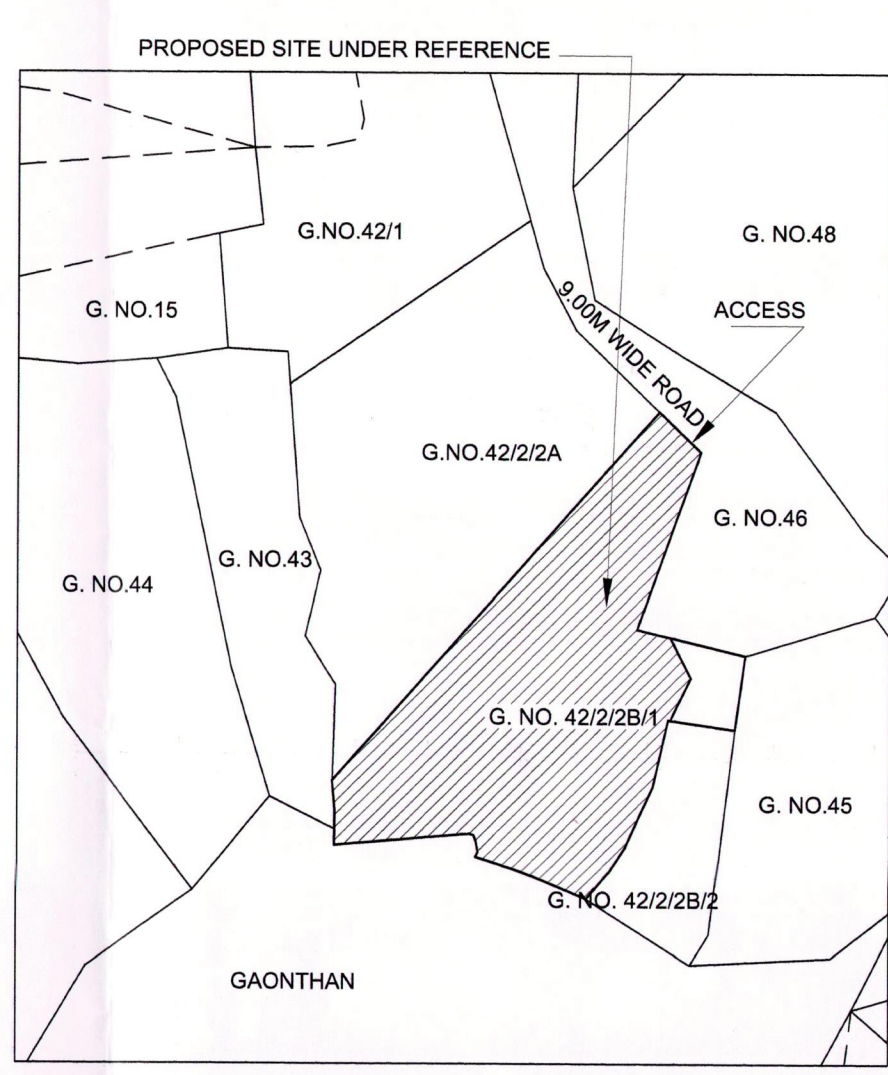 PROPOSED SITE UNDER REFERENCE
G.NO.42/1
G. NO.48
G. NO.15
9.00M WIDE ROAD
ACCESS
G.NO.42/2/2A
G. NO.46
G. NO.43
G. NO.44
G. NO. 42/2/2B/1
G. NO.45
G. NO. 42/2/2B/2
GAONTHAN